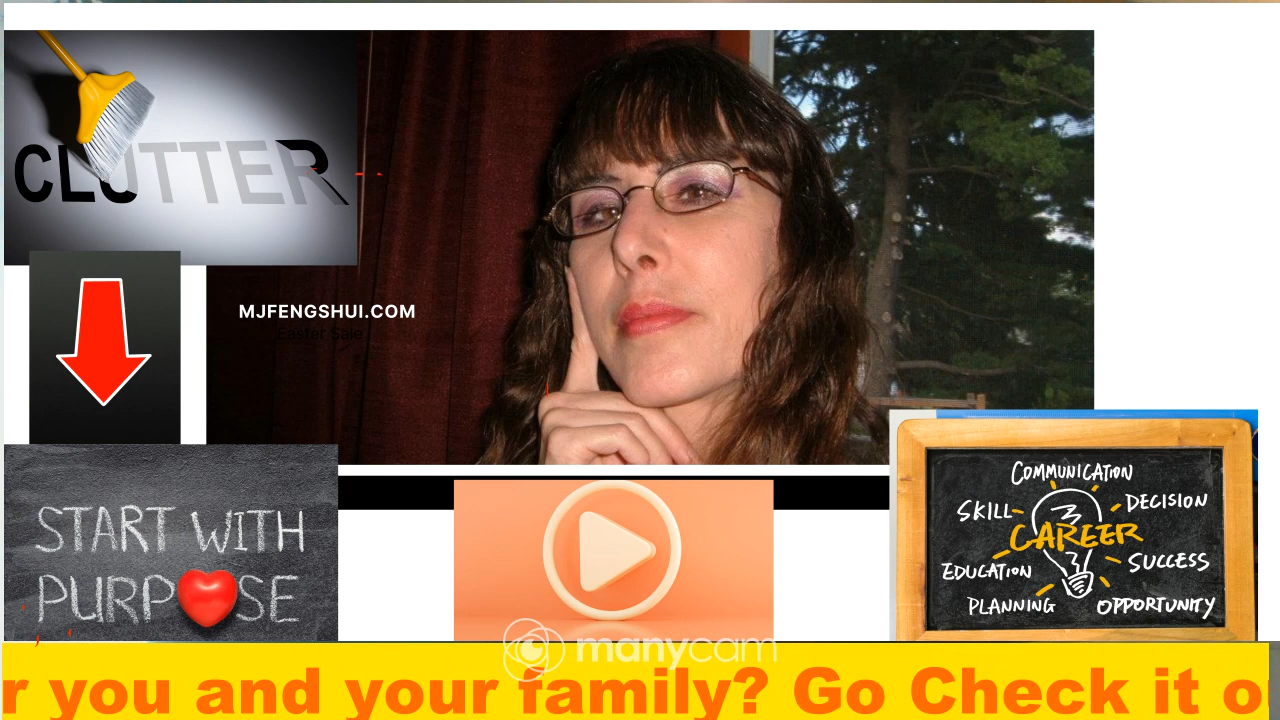 CLUTTER
MJFENGSHUI.COM
Easter Sale
START WITH
PURPOSE
COMMUNICATION
SKILL
DECISION
CAREER
EDUCATION
SUCCESS
PLANNING
OPPORTUNITY
manycam
r you and your family? Go Check it o